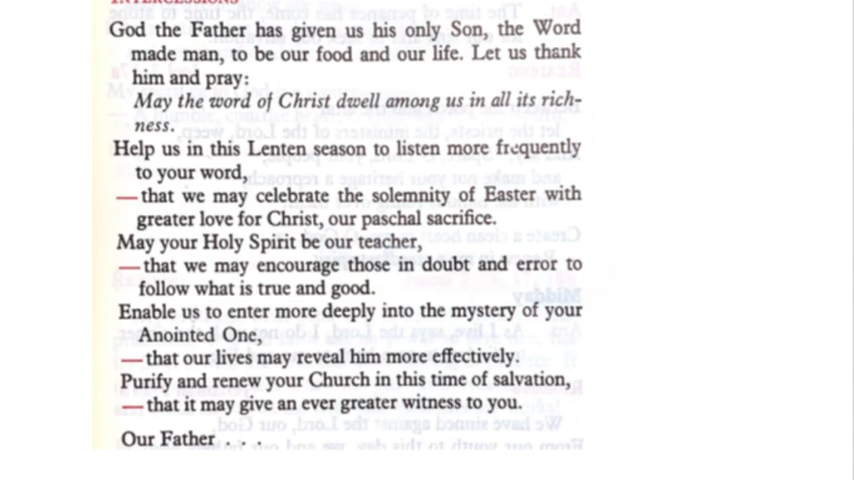 INTERCESSIONS
God the Father has given us his only Son, the Word
made man, to be our food and our life. Let us thank
him and pray:
May the word of Christ dwell among us in all its rich-
ness.
Help us in this Lenten season to listen more frequently
to your word,
—that we may celebrate the solemnity of Easter with
greater love for Christ, our paschal sacrifice.
May your Holy Spirit be our teacher,
—that we may encourage those in doubt and error to
follow what is true and good.
Enable us to enter more deeply into the mystery of your
Anointed One,
—that our lives may reveal him more effectively.
Purify and renew your Church in this time of salvation,
—that it may give an ever greater witness to you.
Our Father . . .